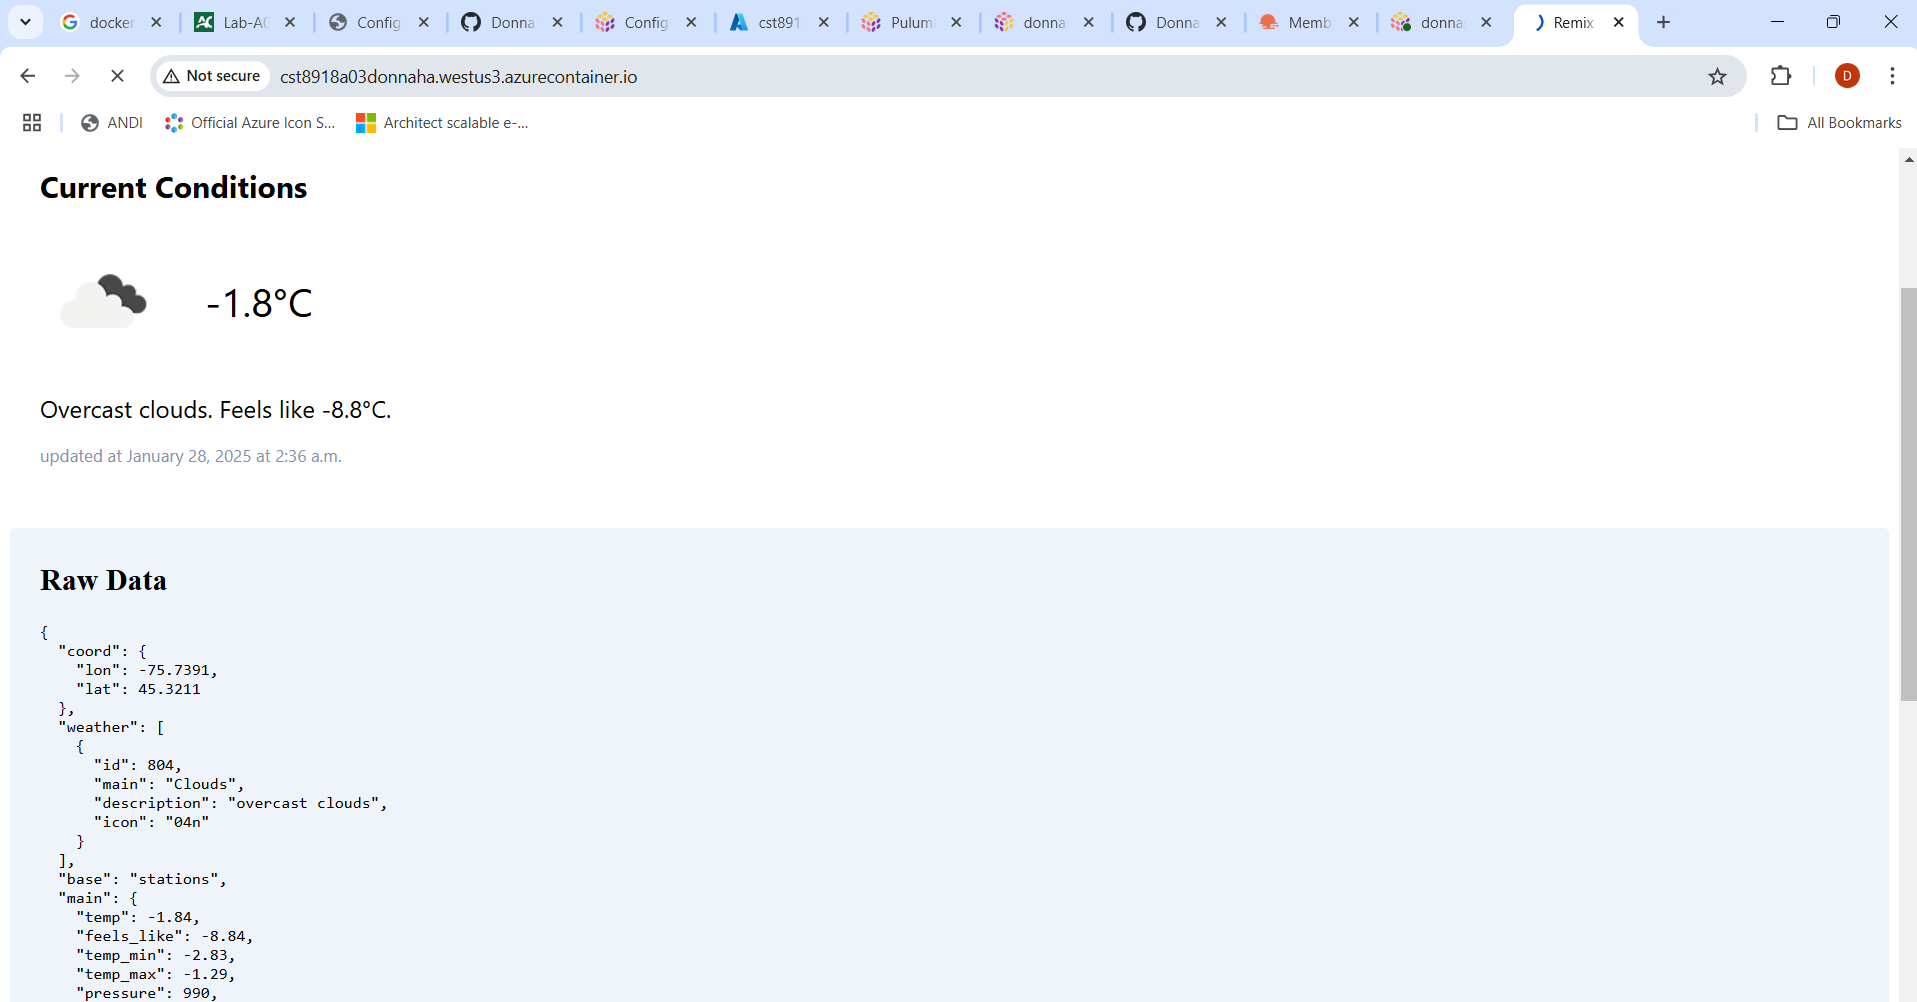 docker
Lab-AC
Config
Donna
Config
cst891
Pulum
donna
Donna
Memb
donna
Remix
Not secure
cst8918a03donnaha.westus3.azurecontainer.io
D
ANDI
Official Azure Icon S...
Architect scalable e-...
All Bookmarks
Current Conditions
-1.8°C
Overcast clouds. Feels like -8.8°C.
updated at January 28, 2025 at 2:36 a.m.
Raw Data
{
"coord": {
"lon": -75.7391,
"lat": 45.3211
},
"weather": [
{
"id": 804,
"main": "Clouds",
"description": "overcast clouds",
"icon": "04n"
}
],
"base": "stations",
"main": {
"temp": -1.84,
"feels_like": -8.84,
"temp_min": -2.83,
"temp_max": -1.29,
"pressure": 990,